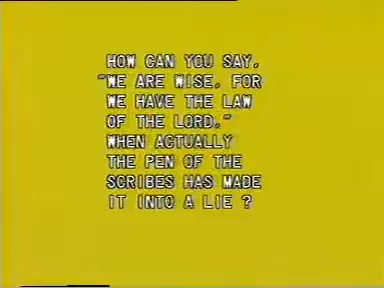 HOW CAN YOU SAY,
"WE ARE WISE, FOR
WE HAVE THE LAW
OF THE LORD,"
WHEN ACTUALLY
THE PEN OF THE
SCRIBES HAS MADE
IT INTO A LIE ?